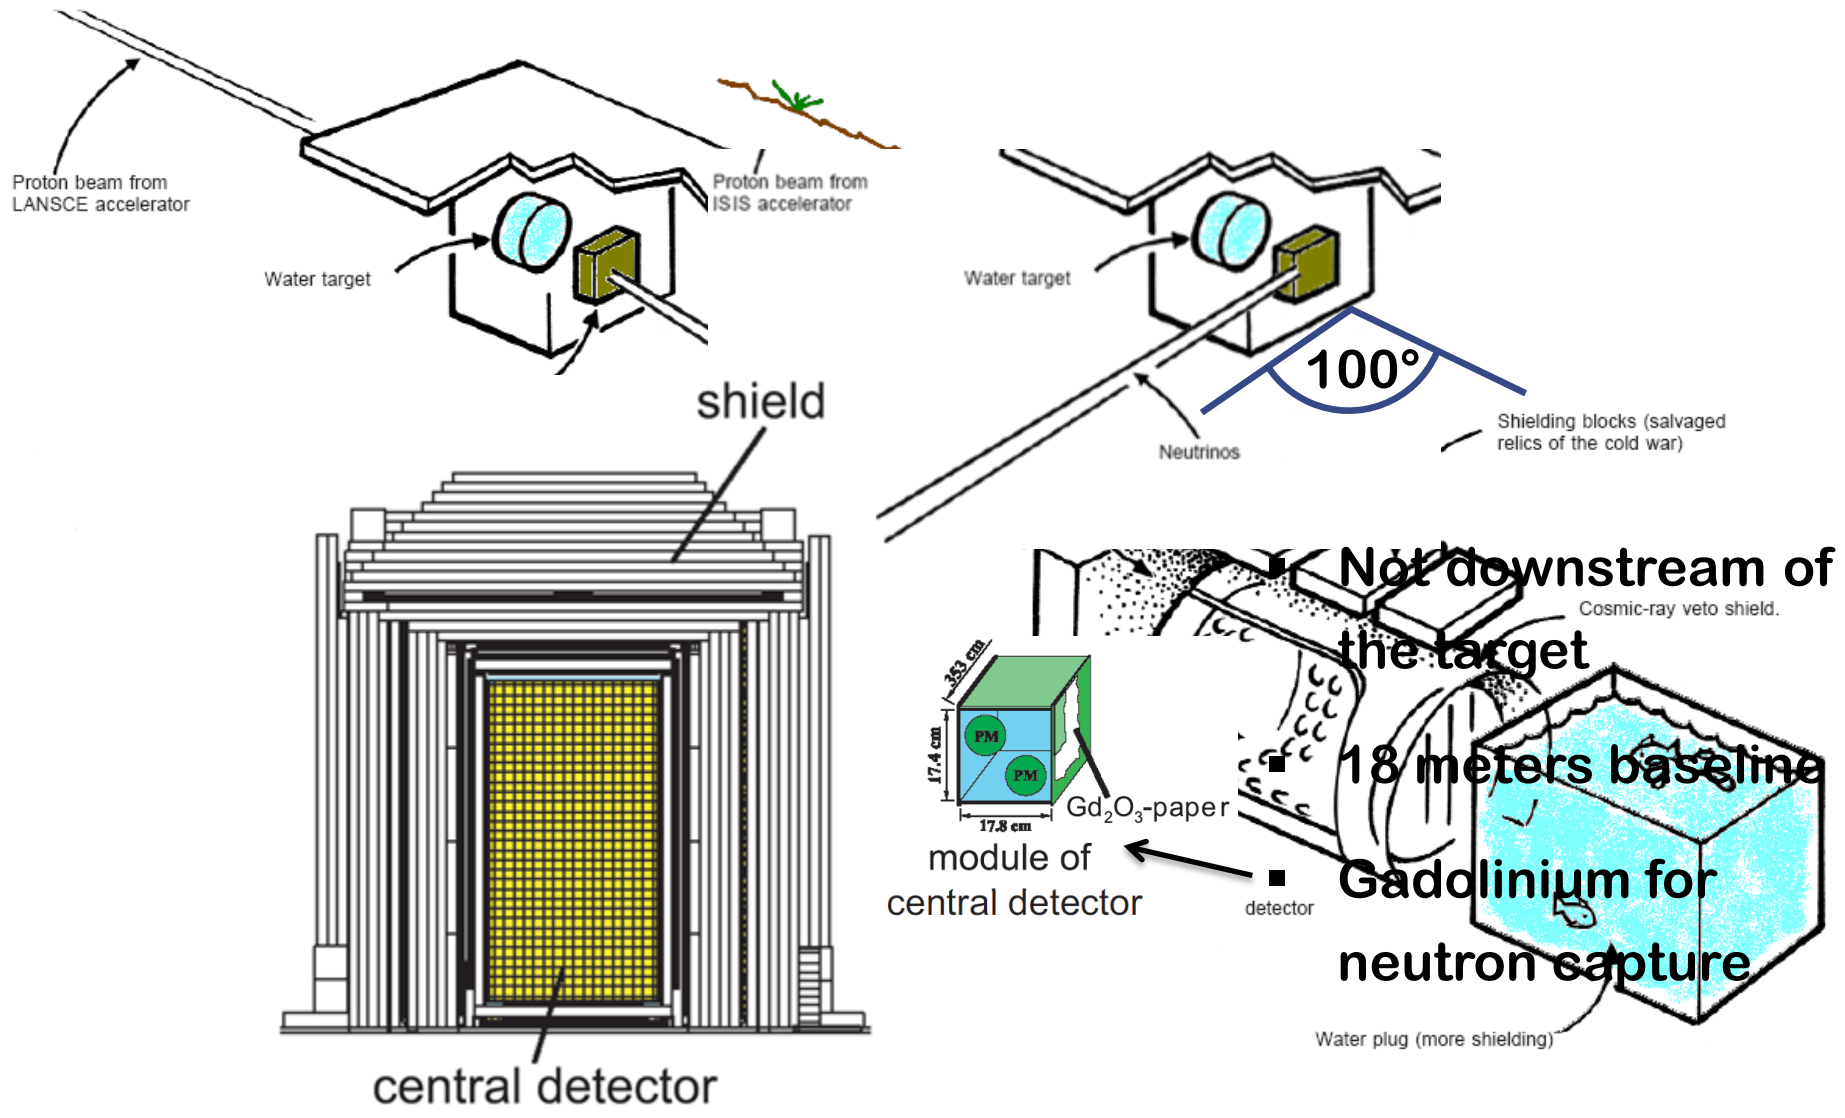 Proton beam from
LANSCE accelerator
Proton beam from
ISIS accelerator
Water target
Water target
100°
shield
Neutrinos
Shielding blocks (salvaged
relics of the cold war)
▪ Not downstream of
the target
Cosmic-ray veto shield.
353 cm
17.4 cm
PM
PM
17.8 cm
Gd₂O₃-paper
module of
central detector
▪ 18 meters baseline
▪ Gadolinium for
neutron capture
detector
Water plug (more shielding)
central detector